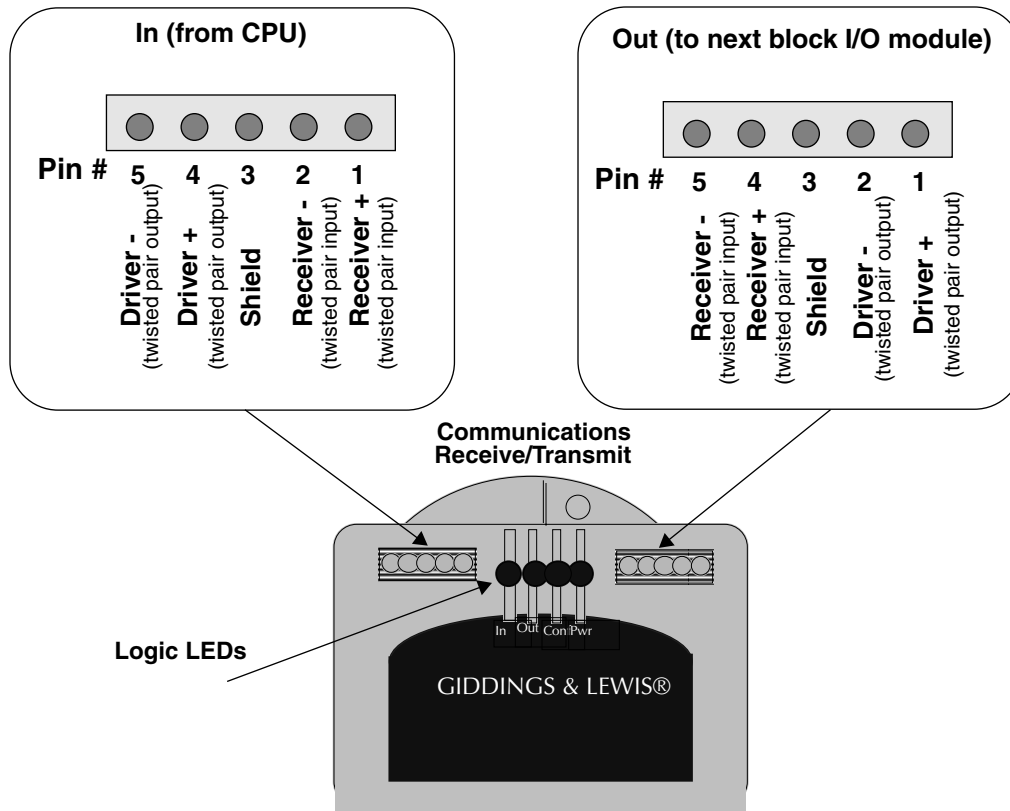 In (from CPU)
Pin # 5 4 3 2 1
Driver -
(twisted pair output)
Driver +
(twisted pair output)
Shield
Receiver -
(twisted pair input)
Receiver +
(twisted pair input)
Out (to next block I/O module)
Pin # 5 4 3 2 1
Receiver -
(twisted pair input)
Receiver +
(twisted pair input)
Shield
Driver -
(twisted pair output)
Driver +
(twisted pair output)
Communications
Receive/Transmit
Logic LEDs
In Out Con Pwr
GIDDINGS & LEWIS®